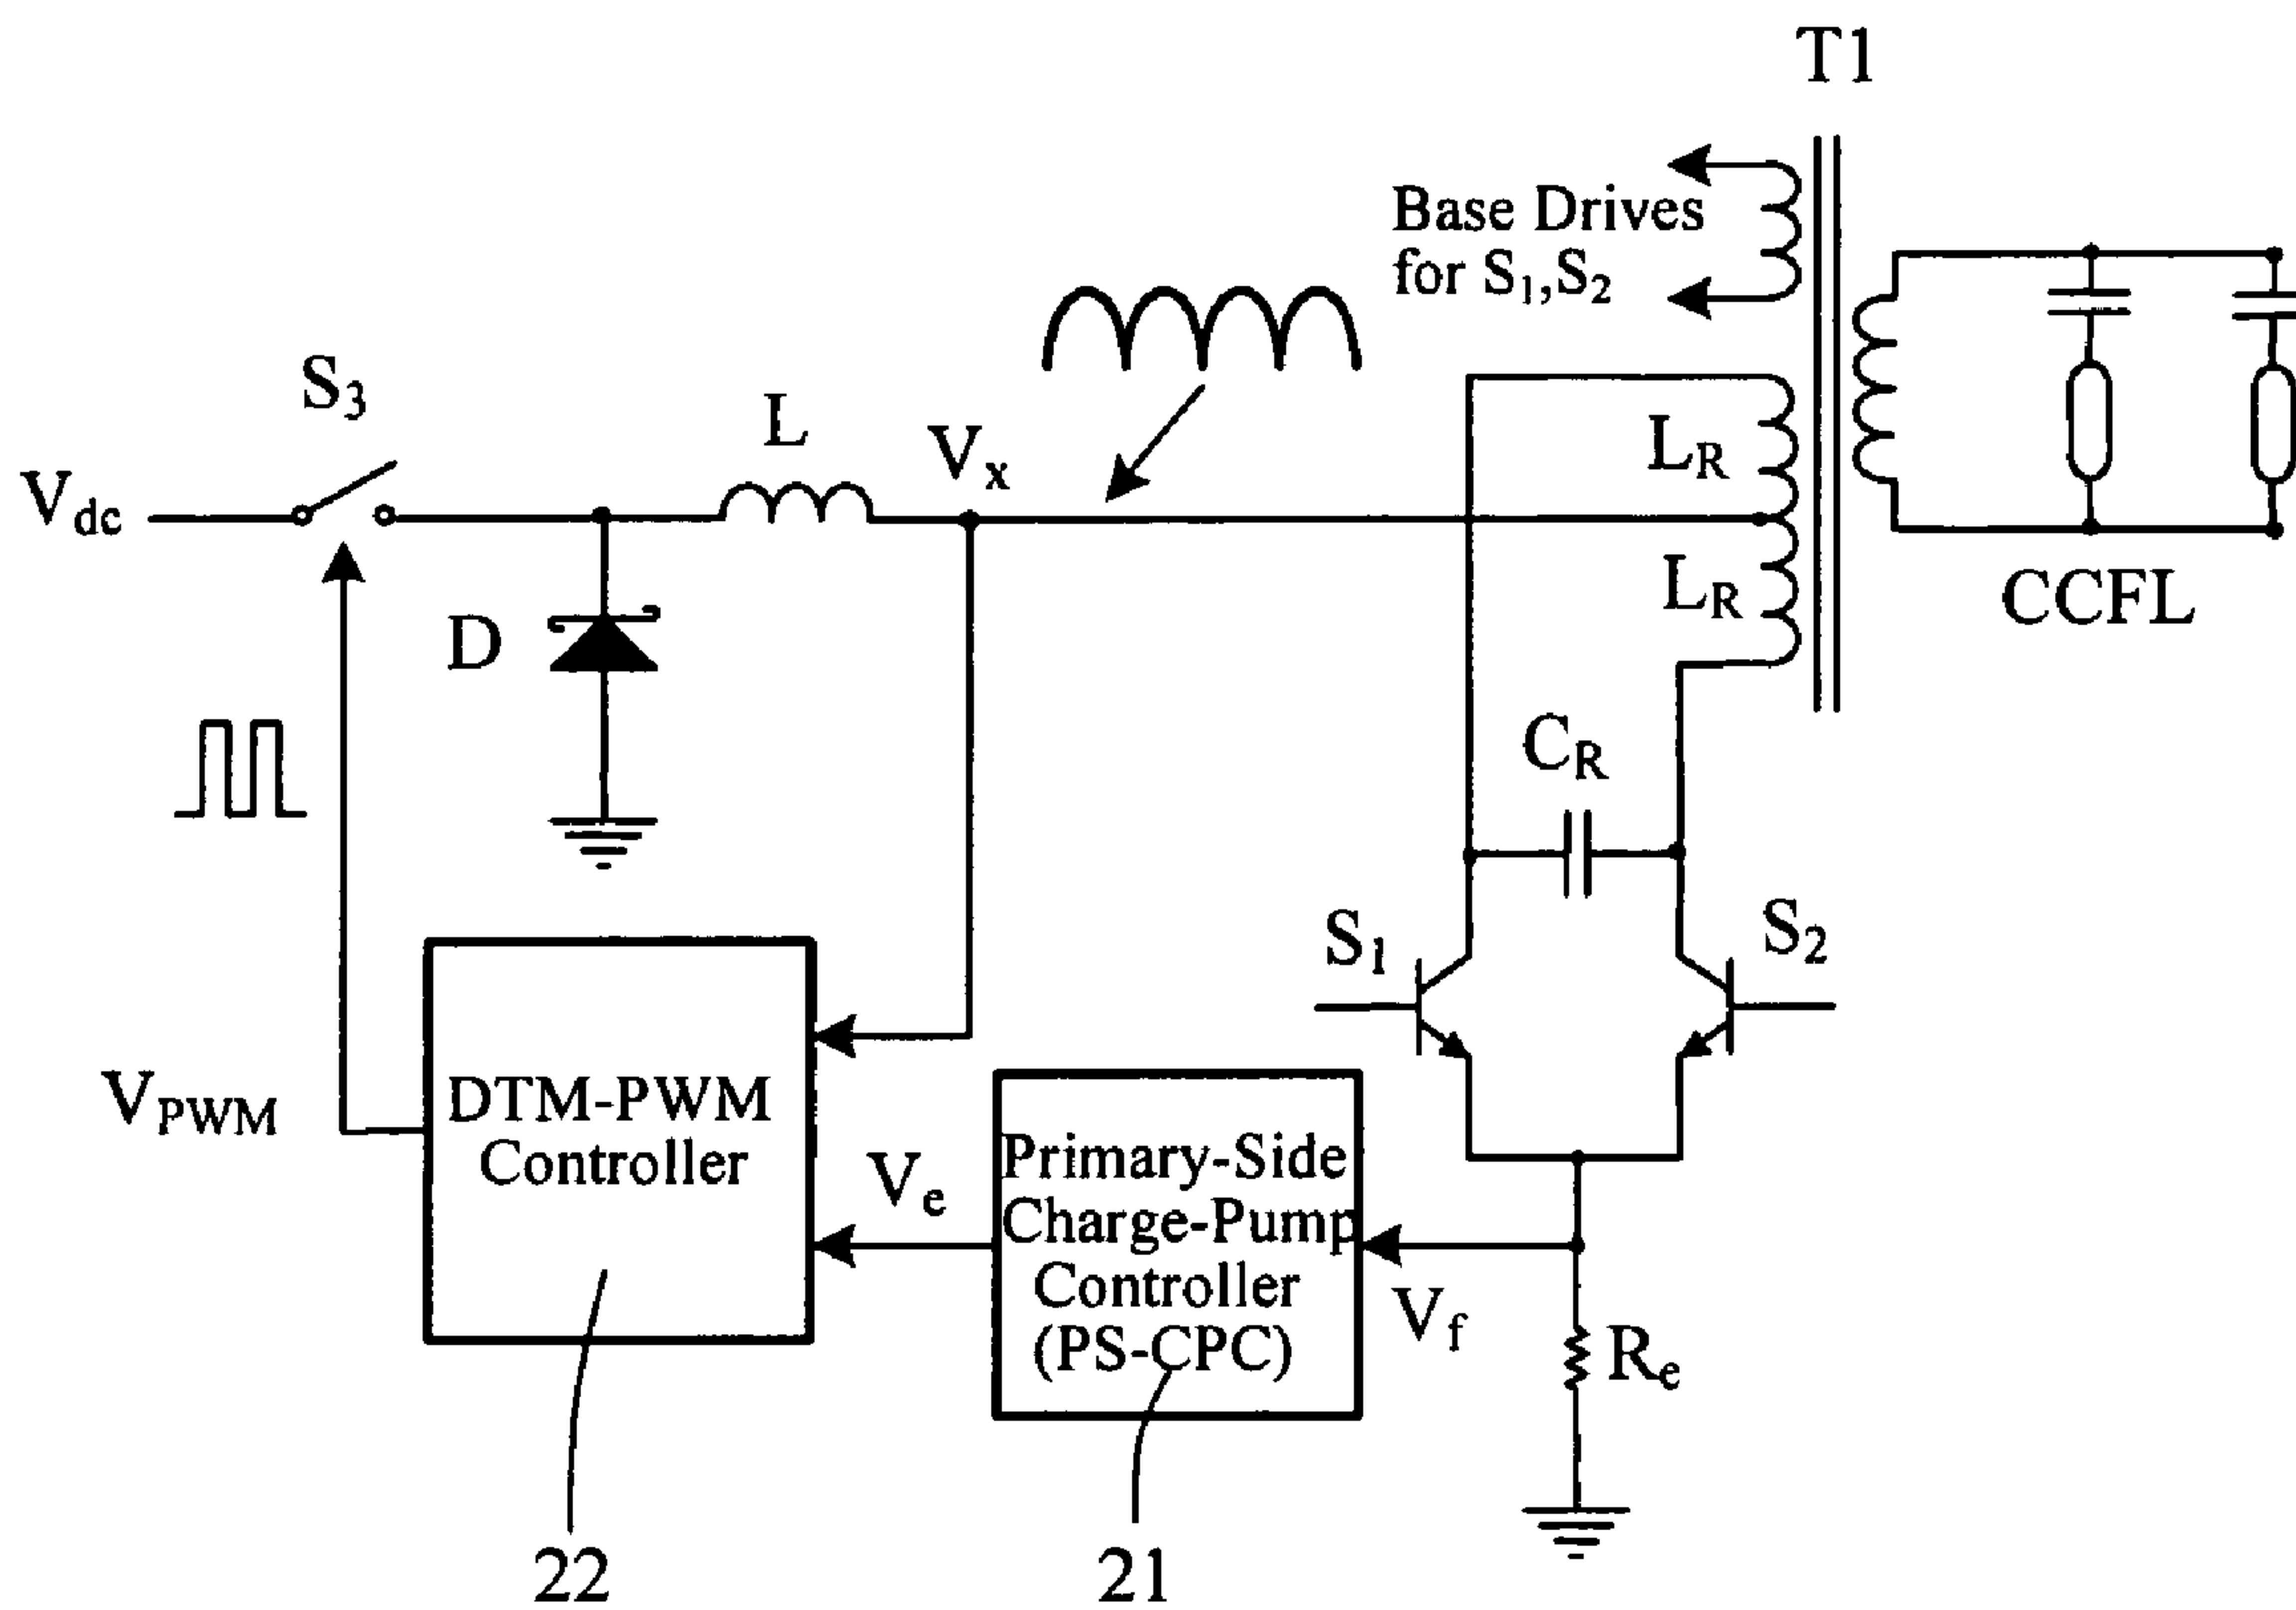 T1
Base Drives
for S1,S2
S3
L
Vx
LR
Vdc
LR
CCFL
D
CR
S1
S2
VPWM
DTM-PWM
Controller
Ve
Primary-Side
Charge-Pump
Controller
(PS-CPC)
Vf
Re
22
21